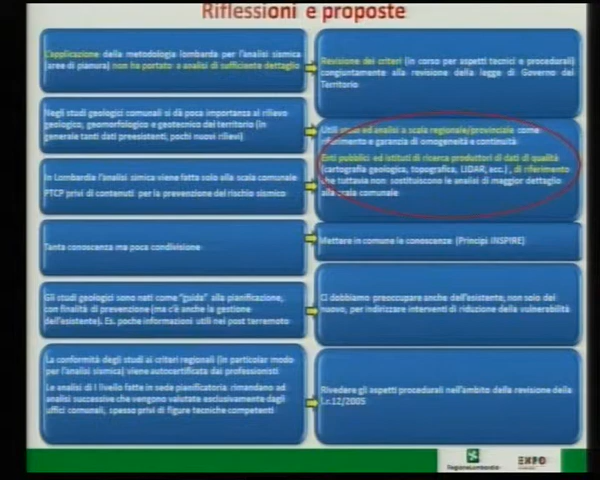 Riflessioni e proposte
L'applicazione della metodologia lombarda per l'analisi sismica
(aree di pianura) non ha portato a analisi di sufficiente dettaglio
Revisione dei criteri (in corso per aspetti tecnici e procedurali)
congiuntamente alla revisione della legge di Governo del
Territorio
Negli studi geologici comunali si dà poca importanza al rilievo
geologico, geomorfologico e geotecnico del territorio (in
generale tanti dati preesistenti, pochi nuovi rilievi)
In Lombardia l'analisi simica viene fatta solo alla scala comunale
PTCP privi di contenuti per la prevenzione del rischio sismico
ed analisi a scala regionale/provinciale come
e garanzia di omogeneità e continuità
Enti pubblici ed istituti di ricerca produttori di dati di qualità
(cartografia geologica, topografica, LIDAR, ecc.) , di riferimento
che tuttavia non sostituiscono le analisi di maggior dettaglio
alla scala comunale
Tanta conoscenza ma poca condivisione
Mettere in comune le conoscenze (Principi INSPIRE)
Gli studi geologici sono nati come "guida" alla pianificazione,
con finalità di prevenzione (ma c'è anche la gestione
dell'esistente). Es. poche informazioni utili nel post terremoto
Ci dobbiamo preoccupare anche dell'esistente, non solo del
nuovo, per indirizzare interventi di riduzione della vulnerabilità
La conformità degli studi ai criteri regionali (in particolar modo
per l'analisi sismica) viene autocertificata dai professionisti
Le analisi di I livello fatte in sede pianificatoria rimandano ad
analisi successive che vengono valutate esclusivamente dagli
uffici comunali, spesso privi di figure tecniche competenti
Rivedere gli aspetti procedurali nell'ambito della revisione della
l.r.12/2005
RegioneLombardia
EXPO